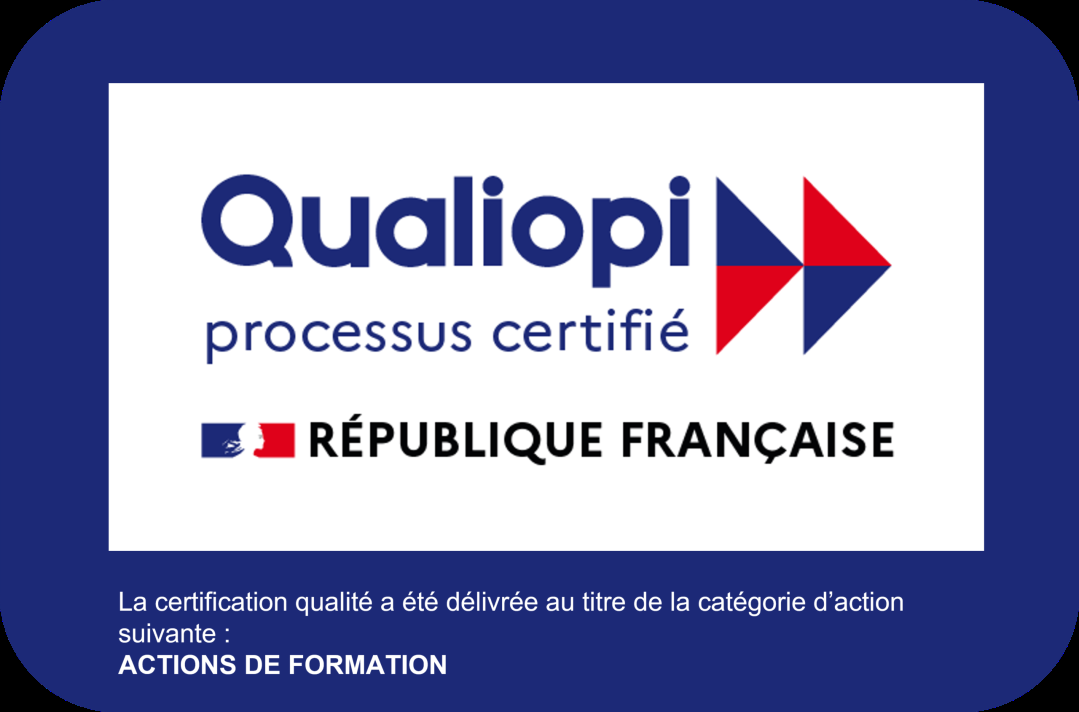 Qualiopi
processus certifié
RÉPUBLIQUE FRANÇAISE
La certification qualité a été délivrée au titre de la catégorie d’action
suivante :
ACTIONS DE FORMATION